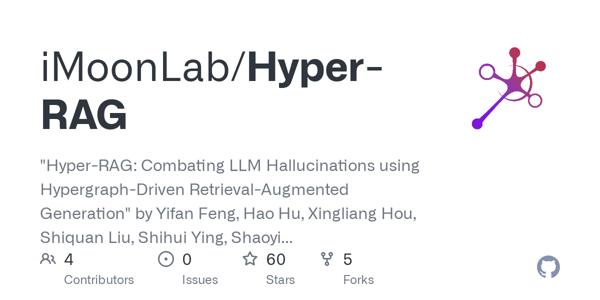 iMoonLab/Hyper-
RAG
"Hyper-RAG: Combating LLM Hallucinations using
Hypergraph-Driven Retrieval-Augmented
Generation" by Yifan Feng, Hao Hu, Xingliang Hou,
Shiquan Liu, Shihui Ying, Shaoyi...
4 0 60 5
Contributors Issues Stars Forks